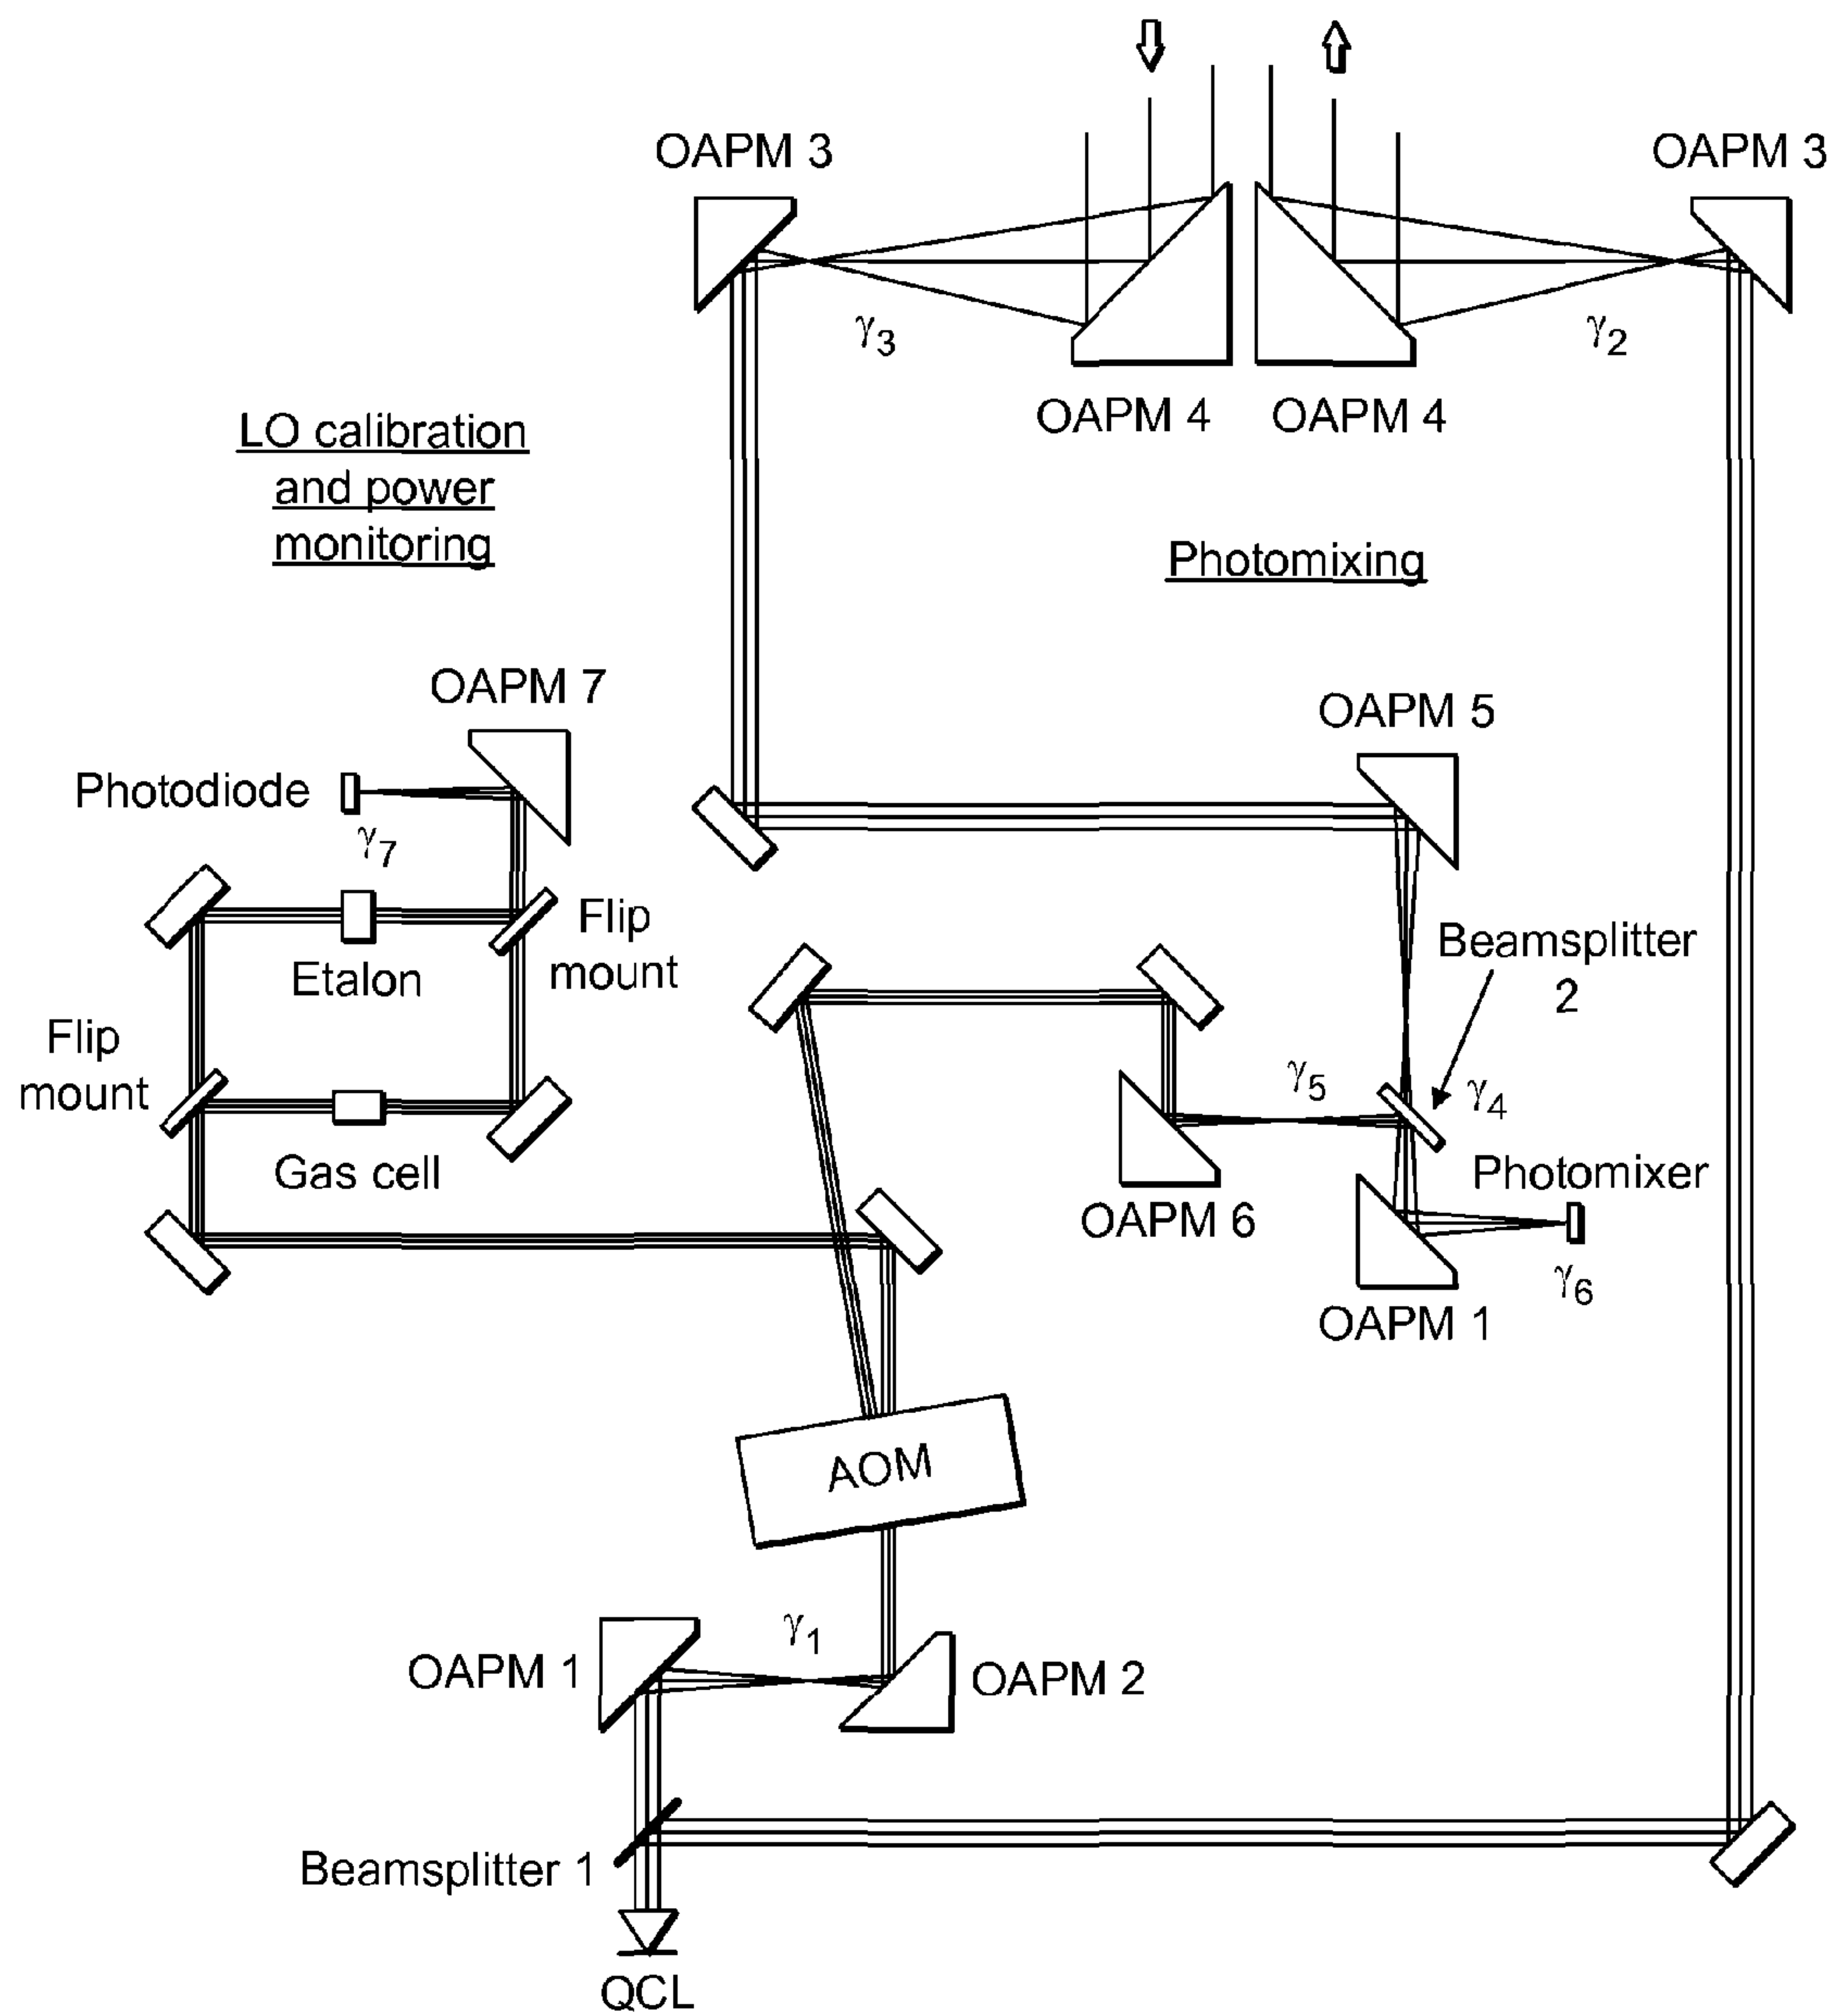 OAPM 3
OAPM 3
γ3
γ2
OAPM 4
OAPM 4
LO calibration
and power
monitoring
Photomixing
OAPM 7
OAPM 5
Photodiode
γ7
Flip
mount
Beamsplitter
2
Etalon
Flip
mount
γ5
γ4
Gas cell
Photomixer
OAPM 6
γ6
OAPM 1
AOM
γ1
OAPM 1
OAPM 2
Beamsplitter 1
QCL